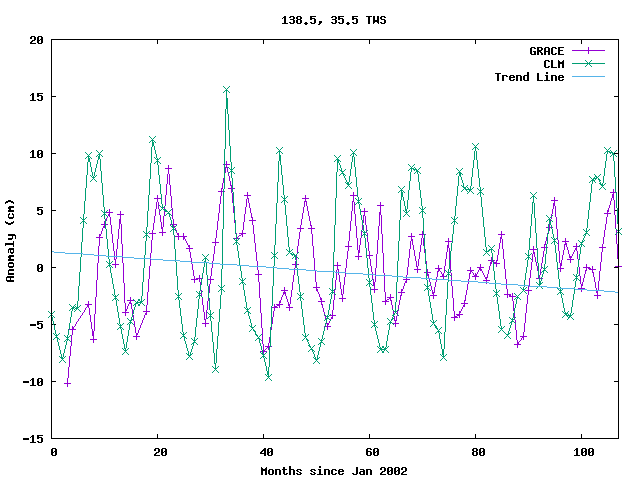 138.5, 35.5 TWS
GRACE
CLM
Trend Line
20
15
10
5
0
-5
-10
-15
Anomaly (cm)
0 20 40 60 80 100
Months since Jan 2002